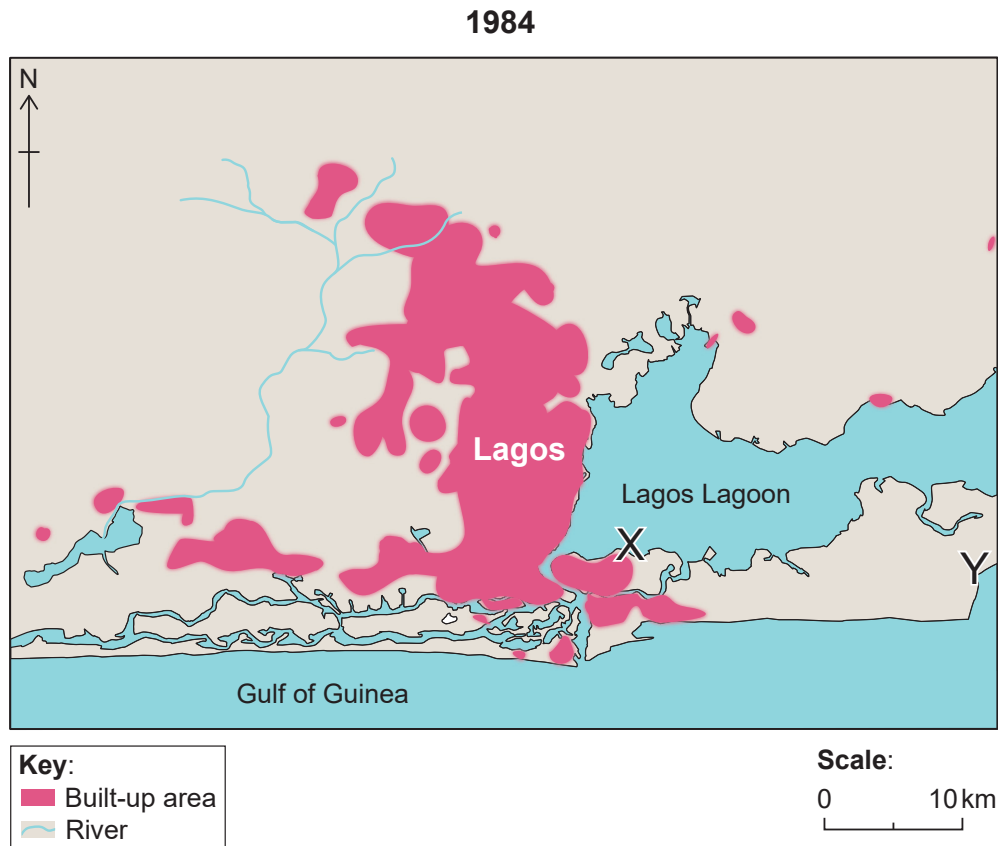 1984
N
Lagos
Lagos Lagoon
X
Y
Gulf of Guinea
Key:
Built-up area
River
Scale:
0 10 km